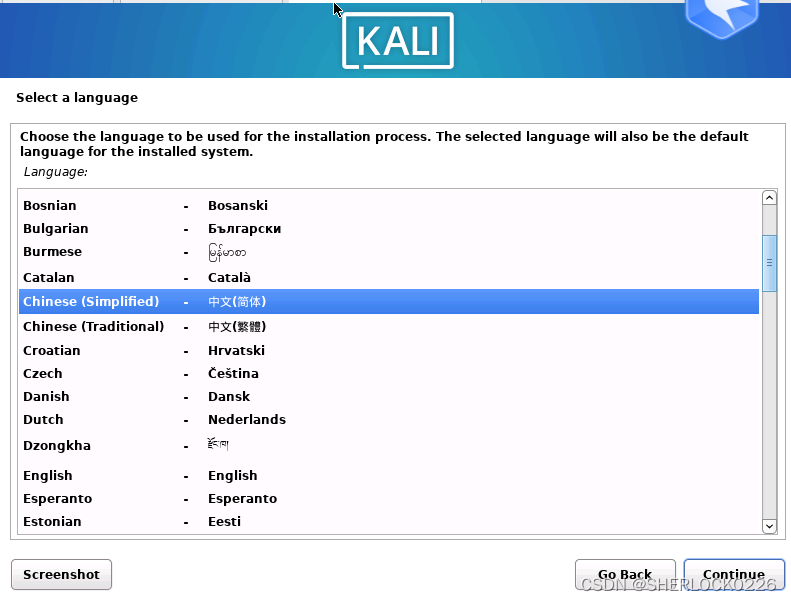 KALI
Select a language
Choose the language to be used for the installation process. The selected language will also be the default
language for the installed system.
Language:
Bosnian - Bosanski
Bulgarian - Български
Burmese - မြန်မာစာ
Catalan - Català
Chinese (Simplified) - 中文(简体)
Chinese (Traditional) - 中文(繁體)
Croatian - Hrvatski
Czech - Čeština
Danish - Dansk
Dutch - Nederlands
Dzongkha - རྫོང་ཁ།
English - English
Esperanto - Esperanto
Estonian - Eesti
Screenshot Go Back Continue
CSDN @SHERLOCK0226